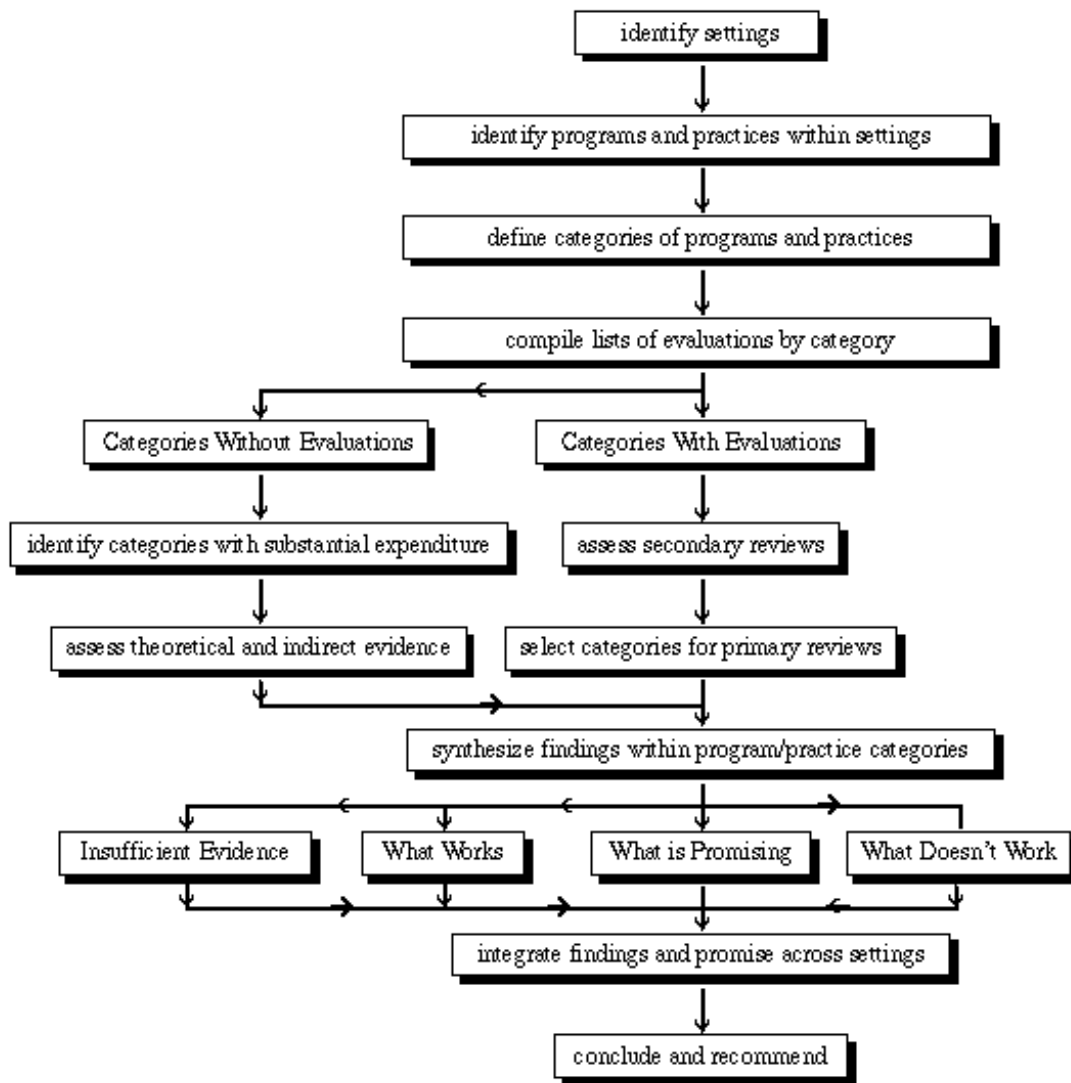 identify settings
identify programs and practices within settings
define categories of programs and practices
compile lists of evaluations by category
Categories Without Evaluations
Categories With Evaluations
identify categories with substantial expenditure
assess secondary reviews
assess theoretical and indirect evidence
select categories for primary reviews
synthesize findings within program/practice categories
Insufficient Evidence
What Works
What is Promising
What Doesn't Work
integrate findings and promise across settings
conclude and recommend